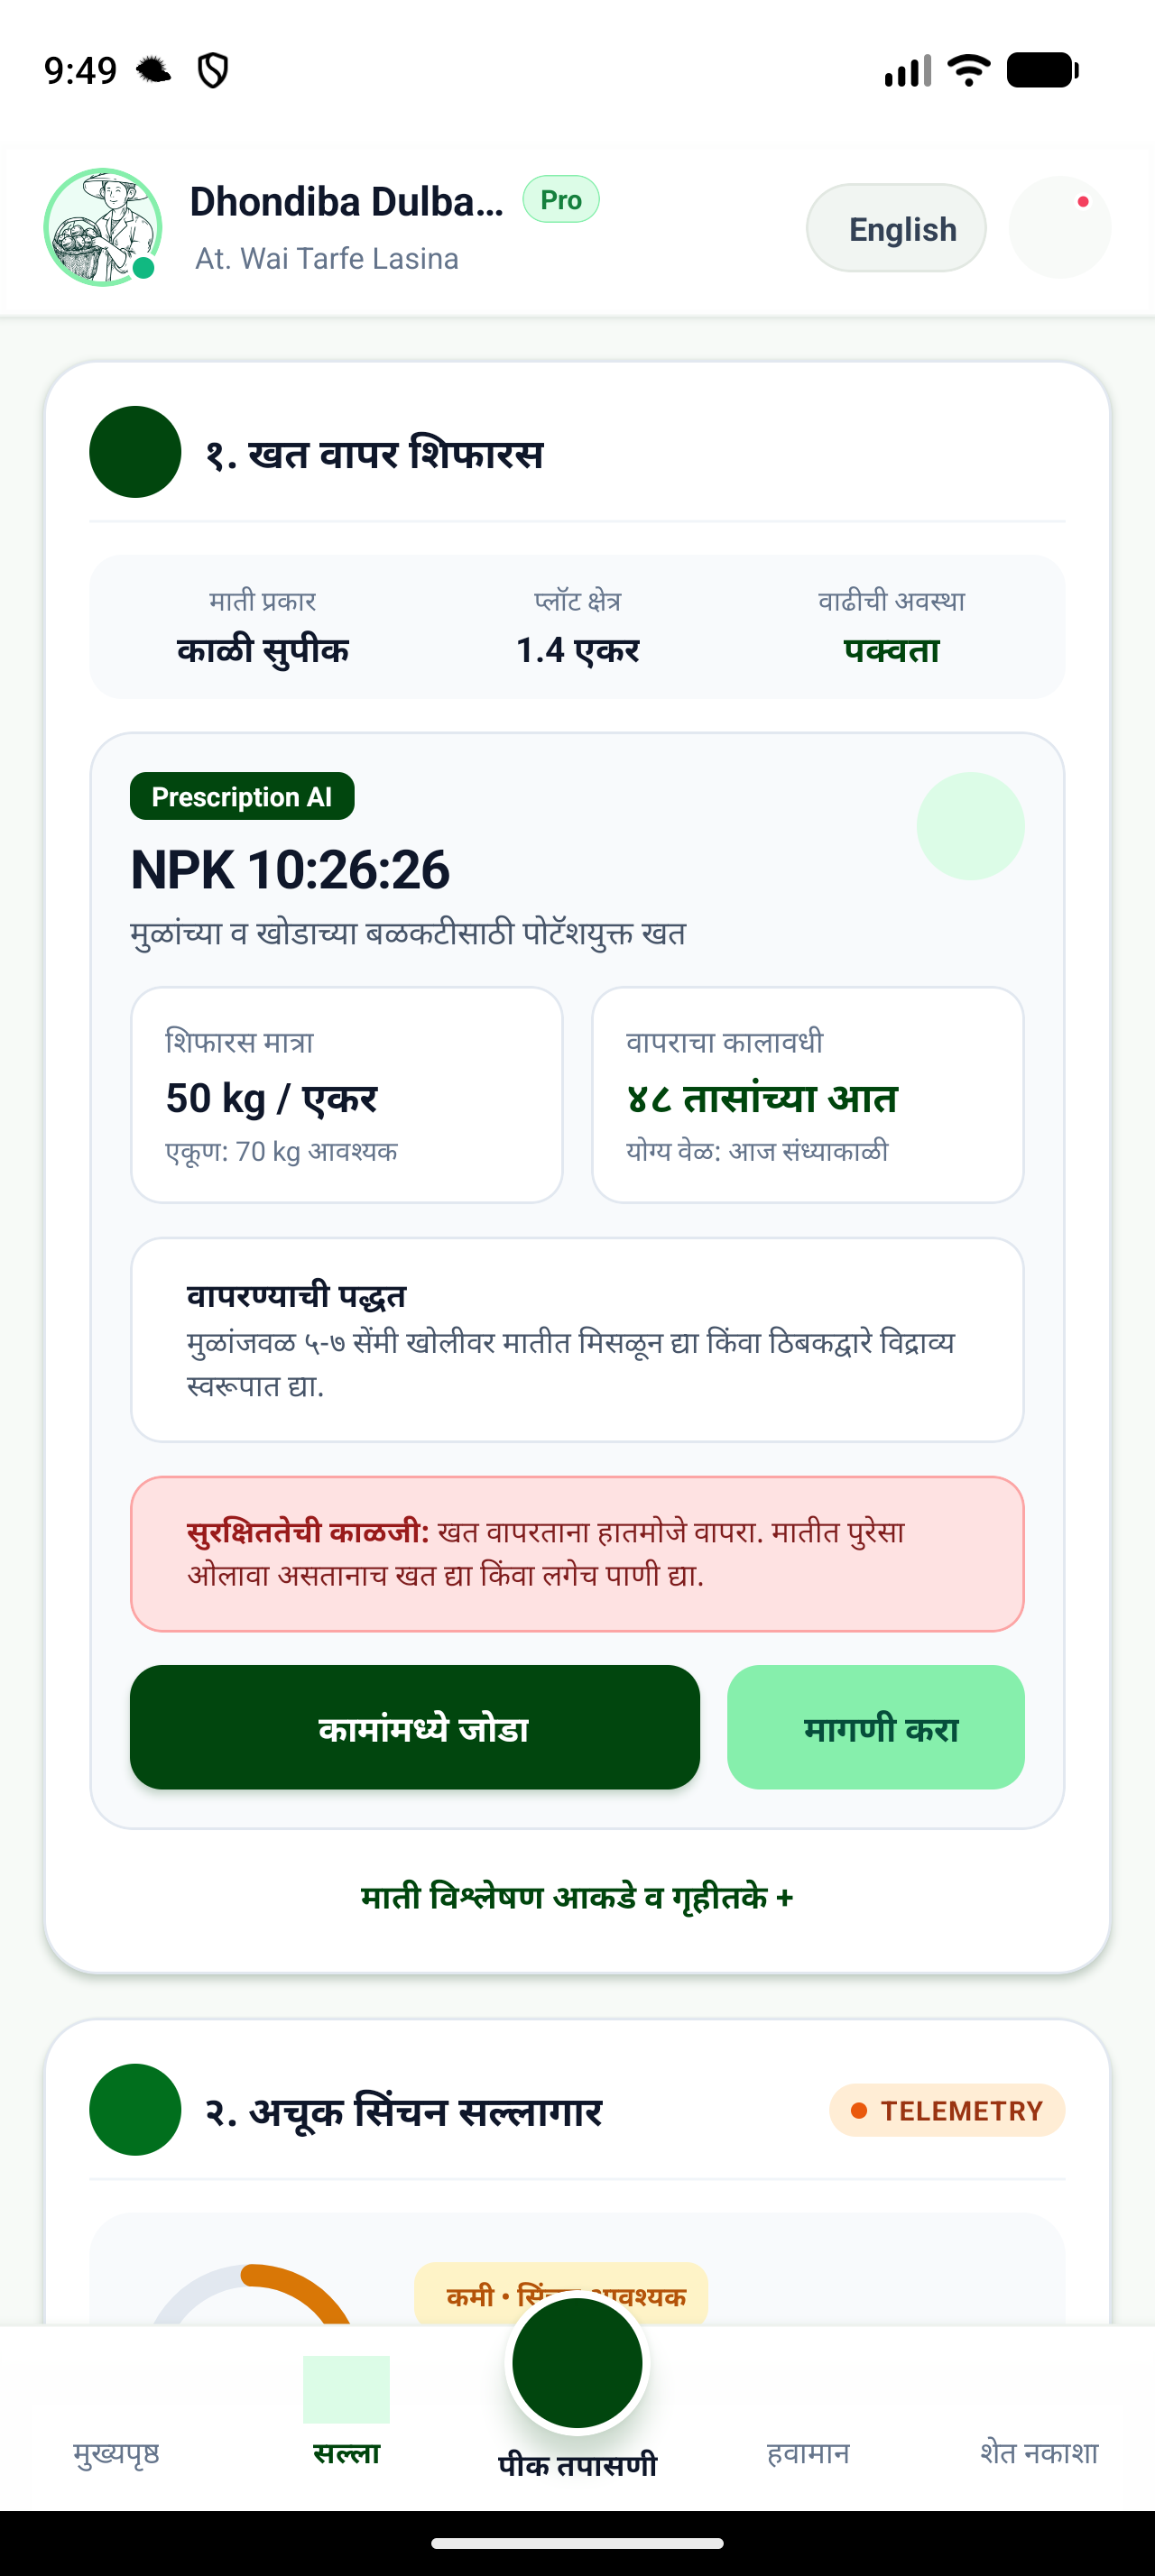 9:49
Dhondiba Dulba... Pro
At. Wai Tarfe Lasina
English
१. खत वापर शिफारस
माती प्रकार
काळी सुपीक
प्लॉट क्षेत्र
1.4 एकर
वाढीची अवस्था
पक्वता
Prescription AI
NPK 10:26:26
मुळांच्या व खोडाच्या बळकटीसाठी पोटॅशयुक्त खत
शिफारस मात्रा
50 kg / एकर
एकूण: 70 kg आवश्यक
वापराचा कालावधी
४८ तासांच्या आत
योग्य वेळ: आज संध्याकाळी
वापरण्याची पद्धत
मुळांजवळ ५-७ सेंमी खोलीवर मातीत मिसळून द्या किंवा ठिबकद्वारे विद्राव्य
स्वरूपात द्या.
सुरक्षिततेची काळजी: खत वापरताना हातमोजे वापरा. मातीत पुरेसा
ओलावा असतानाच खत द्या किंवा लगेच पाणी द्या.
कामांमध्ये जोडा
मागणी करा
माती विश्लेषण आकडे व गृहीतके +
२. अचूक सिंचन सल्लागार
TELEMETRY
कमी •
मुख्यपृष्ठ
सल्ला
पीक तपासणी
हवामान
शेत नकाशा